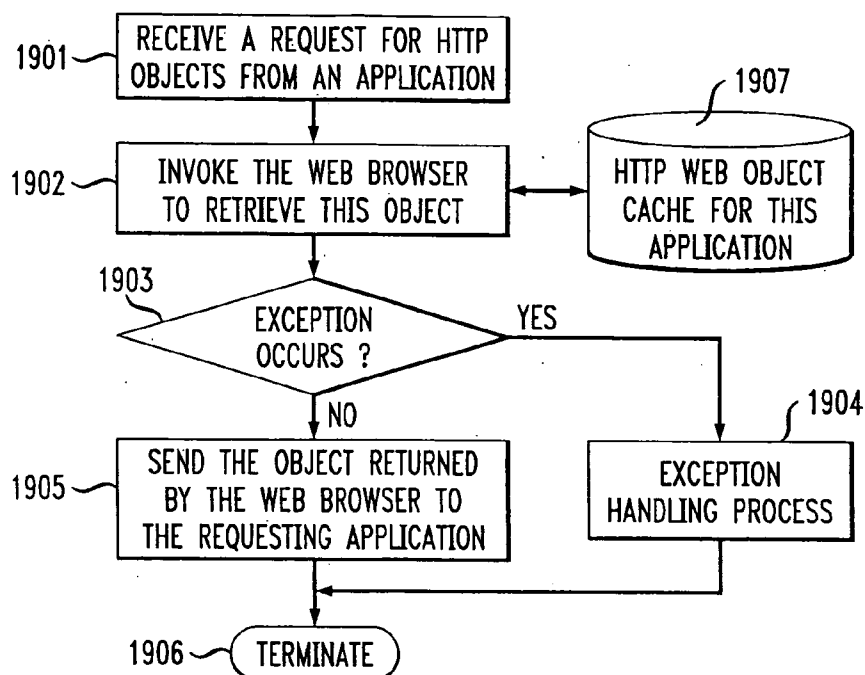 1901
RECEIVE A REQUEST FOR HTTP
OBJECTS FROM AN APPLICATION
1907
1902
INVOKE THE WEB BROWSER
TO RETRIEVE THIS OBJECT
HTTP WEB OBJECT
CACHE FOR THIS
APPLICATION
1903
EXCEPTION
OCCURS ?
YES
NO
1904
1905
SEND THE OBJECT RETURNED
BY THE WEB BROWSER TO
THE REQUESTING APPLICATION
EXCEPTION
HANDLING PROCESS
1906
TERMINATE